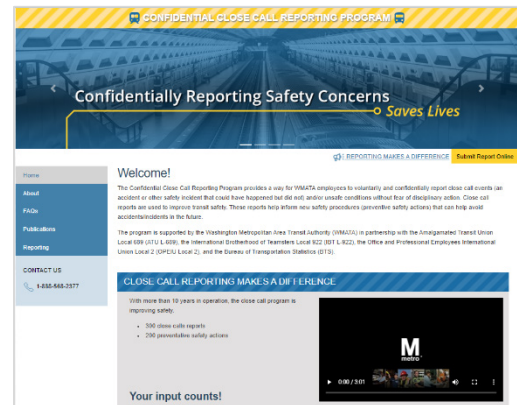 CONFIDENTIAL CLOSE CALL REPORTING PROGRAM
Confidentially Reporting Safety Concerns
Saves Lives
REPORTING MAKES A DIFFERENCE
Submit Report Online
Home
About
FAQs
Publications
Reporting
CONTACT US
1-888-568-2377
Welcome!
The Confidential Close Call Reporting Program provides a way for WMATA employees to voluntarily and confidentially report close call events (an
accident or other safety incident that could have happened but did not) and/or unsafe conditions without fear of disciplinary action. Close call
reports are used to improve transit safety. These reports help inform new safety procedures (preventive safety actions) that can help avoid
accidents/incidents in the future.
The program is supported by the Washington Metropolitan Area Transit Authority (WMATA) in partnership with the Amalgamated Transit Union
Local 689 (ATU L-689), the International Brotherhood of Teamsters Local 922 (IBT L-922), the Office and Professional Employees International
Union Local 2 (OPEIU Local 2), and the Bureau of Transportation Statistics (BTS).
CLOSE CALL REPORTING MAKES A DIFFERENCE
With more than 10 years in operation, the close call program is
improving safety.
330 close calls reports
200 preventative safety actions
Your input counts!
M
metro
0:00 / 3:01